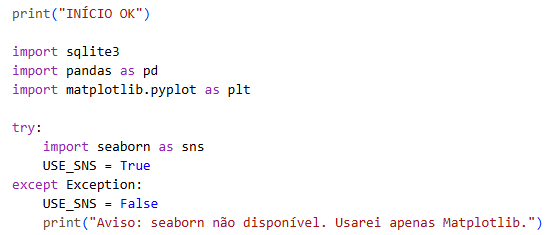 print("INÍCIO OK")

import sqlite3
import pandas as pd
import matplotlib.pyplot as plt

try:
    import seaborn as sns
    USE_SNS = True
except Exception:
    USE_SNS = False
    print("Aviso: seaborn não disponível. Usarei apenas Matplotlib.")